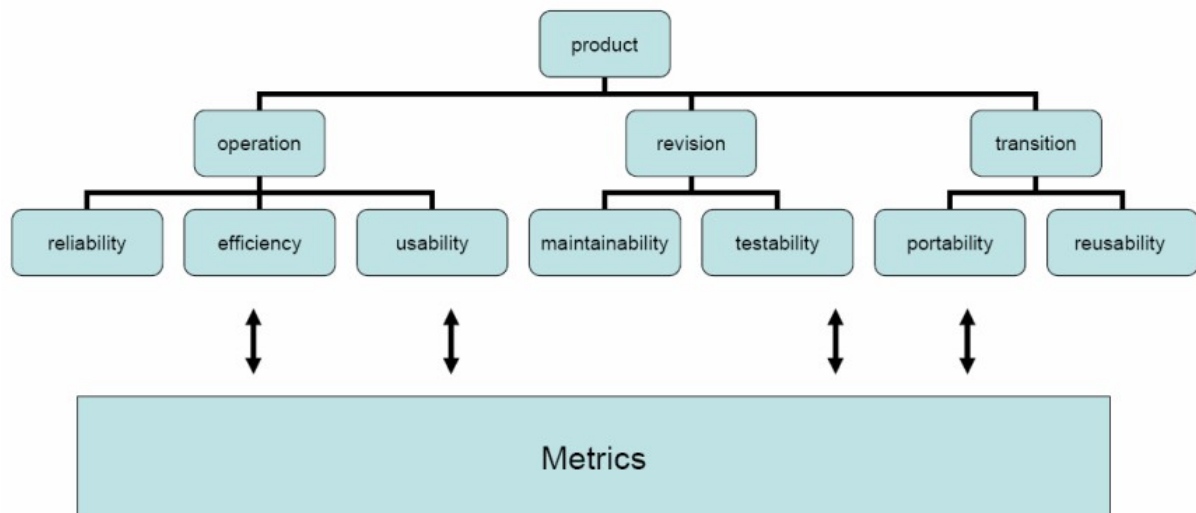 product
operation
revision
transition
reliability
efficiency
usability
maintainability
testability
portability
reusability
Metrics